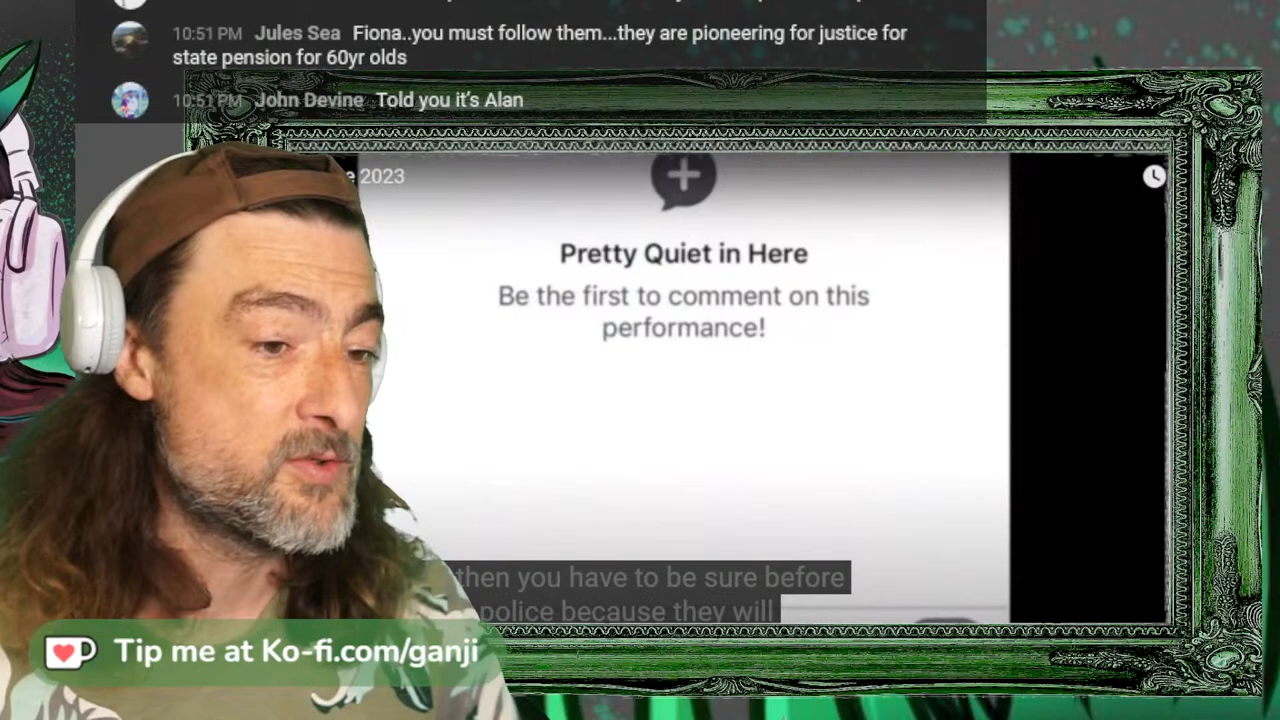 10:51 PM Jules Sea Fiona..you must follow them...they are pioneering for justice for
state pension for 60yr olds
10:51 PM John Devine Told you it's Alan
2023
Pretty Quiet in Here
Be the first to comment on this
performance!
then you have to be sure before
police because they will
Tip me at Ko-fi.com/ganji